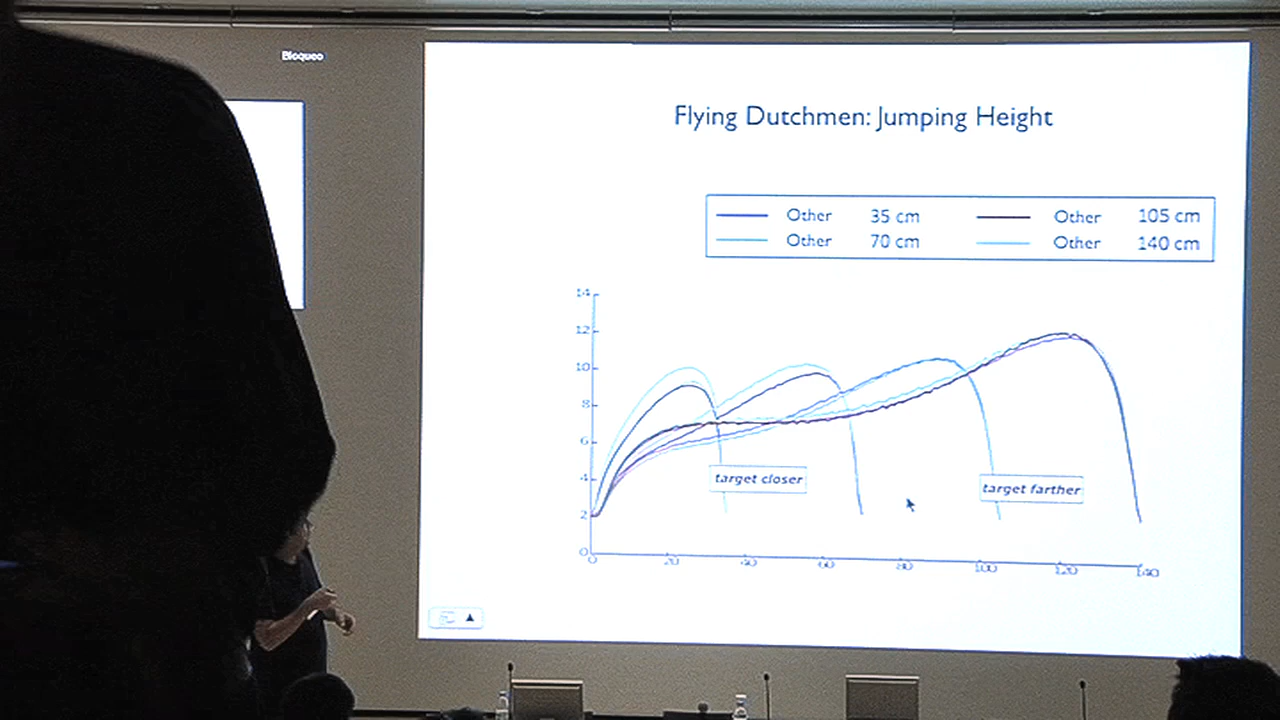 Bloqueo
Flying Dutchmen: Jumping Height
Other 35 cm Other 105 cm
Other 70 cm Other 140 cm
14
12
10
8
6
4
2
0
target closer
target farther
0 20 40 60 80 100 120 140